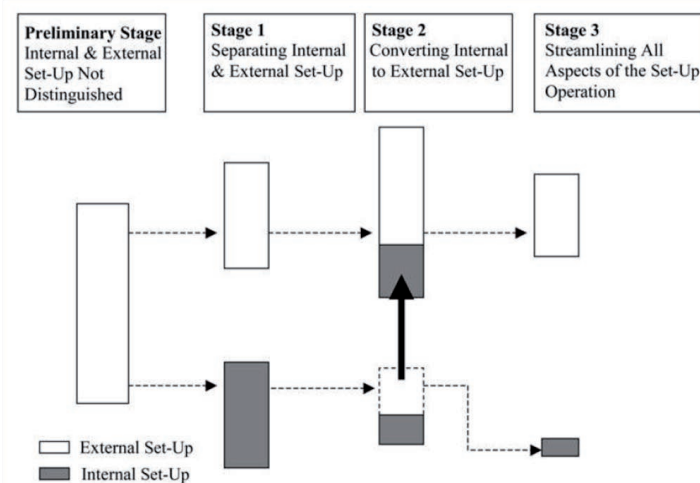 Preliminary Stage
Internal & External
Set-Up Not
Distinguished
Stage 1
Separating Internal
& External Set-Up
Stage 2
Converting Internal
to External Set-Up
Stage 3
Streamlining All
Aspects of the Set-Up
Operation
External Set-Up
Internal Set-Up